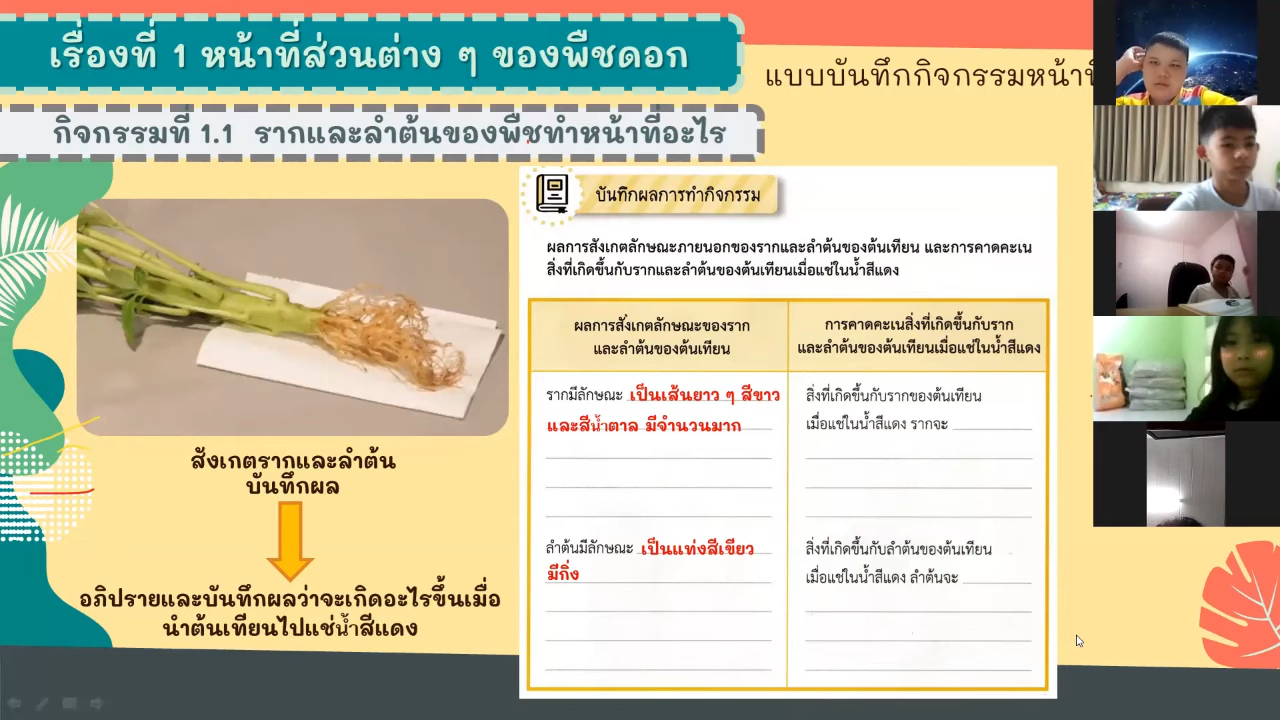 เรื่องที่ 1 หน้าที่ส่วนต่าง ๆ ของพืชดอก
แบบบันทึกกิจกรรมหน้าที่
กิจกรรมที่ 1.1 รากและลำต้นของพืชทำหน้าที่อะไร
สังเกตรากและลำต้น
บันทึกผล
อภิปรายและบันทึกผลว่าจะเกิดอะไรขึ้นเมื่อ
นำต้นเทียนไปแช่น้ำสีแดง
บันทึกผลการทำกิจกรรม
ผลการสังเกตลักษณะภายนอกของรากและลำต้นของต้นเทียน และการคาดคะเน
สิ่งที่เกิดขึ้นกับรากและลำต้นของต้นเทียนเมื่อแช่ในน้ำสีแดง
ผลการสังเกตลักษณะของราก
และลำต้นของต้นเทียน
รากมีลักษณะ เป็นเส้นยาว ๆ สีขาว
และสีน้ำตาล มีจำนวนมาก
ลำต้นมีลักษณะ เป็นแท่งสีเขียว
มีกิ่ง
การคาดคะเนสิ่งที่เกิดขึ้นกับราก
และลำต้นของต้นเทียนเมื่อแช่ในน้ำสีแดง
สิ่งที่เกิดขึ้นกับรากของต้นเทียน
เมื่อแช่ในน้ำสีแดง รากจะ
สิ่งที่เกิดขึ้นกับลำต้นของต้นเทียน
เมื่อแช่ในน้ำสีแดง ลำต้นจะ